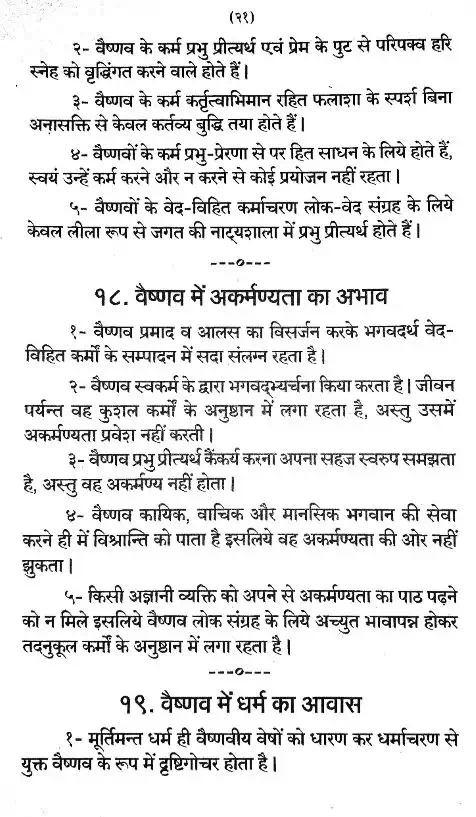 (२१)
२- वैष्णव के कर्म प्रभु प्रीत्यर्थ एवं प्रेम के पुट से परिपक्व हरि
स्नेह को वृद्धिंगत करने वाले होते हैं।
३- वैष्णव के कर्म कर्तृत्वाभिमान रहित फलाशा के स्पर्श बिना
अनासक्ति से केवल कर्तव्य बुद्धि तया होते हैं।
४- वैष्णवों के कर्म प्रभु-प्रेरणा से पर हित साधन के लिये होते हैं,
स्वयं उन्हें कर्म करने और न करने से कोई प्रयोजन नहीं रहता।
५- वैष्णवों के वेद-विहित कर्माचरण लोक-वेद संग्रह के लिये
केवल लीला रूप से जगत की नाट्यशाला में प्रभु प्रीत्यर्थ होते हैं।
---०---
१८. वैष्णव में अकर्मण्यता का अभाव
१- वैष्णव प्रमाद व आलस का विसर्जन करके भगवदर्थ वेद-
विहित कर्मों के सम्पादन में सदा संलग्न रहता है।
२- वैष्णव स्वकर्म के द्वारा भगवद्भ्यर्चना किया करता है। जीवन
पर्यन्त वह कुशल कर्मों के अनुष्ठान में लगा रहता है, अस्तु उसमें
अकर्मण्यता प्रवेश नहीं करती।
३- वैष्णव प्रभु प्रीत्यर्थ कैंकर्य करना अपना सहज स्वरुप समझता
है, अस्तु वह अकर्मण्य नहीं होता।
४- वैष्णव कायिक, वाचिक और मानसिक भगवान की सेवा
करने ही में विश्रान्ति को पाता है इसलिये वह अकर्मण्यता की ओर नहीं
झुकता।
५- किसी अज्ञानी व्यक्ति को अपने से अकर्मण्यता का पाठ पढ़ने
को न मिले इसलिये वैष्णव लोक संग्रह के लिये अच्युत भावापन्न होकर
तदनुकूल कर्मों के अनुष्ठान में लगा रहता है।
---०---
१९. वैष्णव में धर्म का आवास
१- मूर्तिमन्त धर्म ही वैष्णवीय वेषों को धारण कर धर्माचरण से
युक्त वैष्णव के रूप में दृष्टिगोचर होता है।